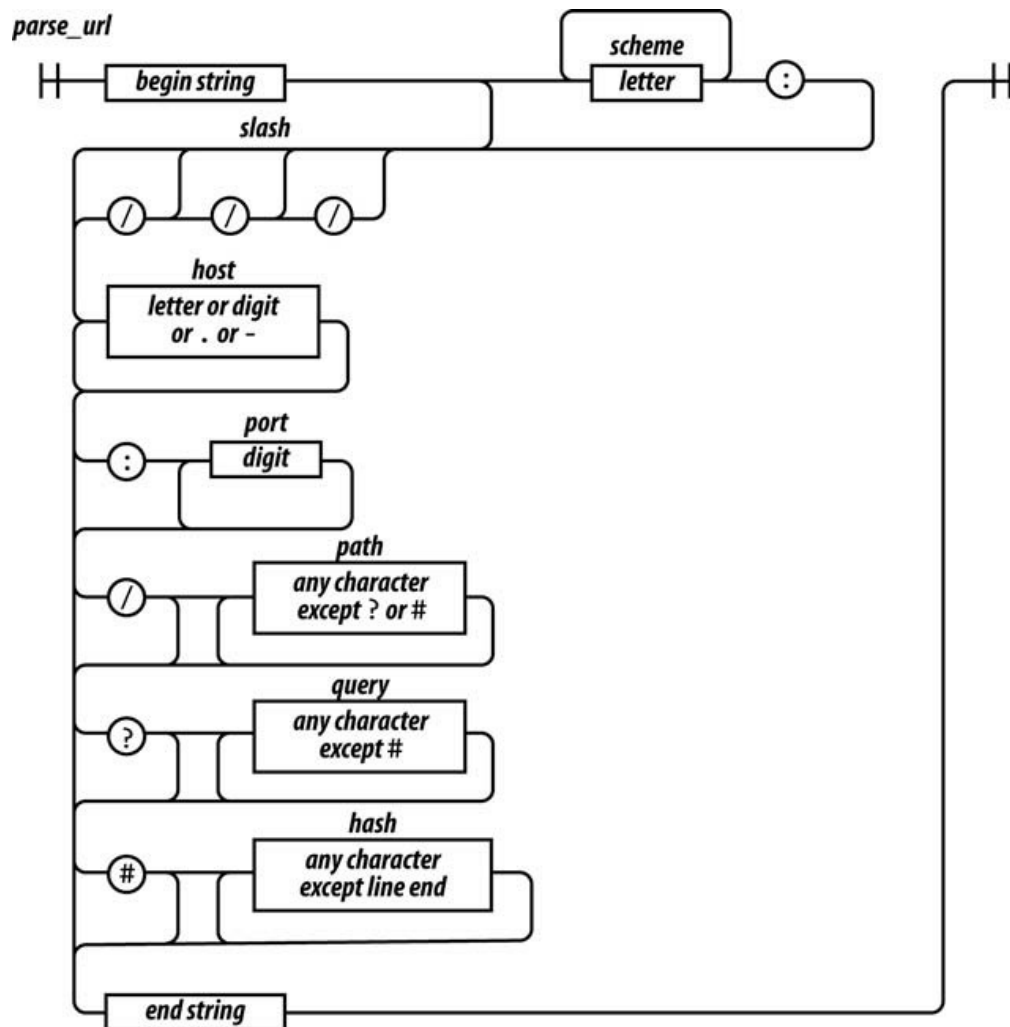 parse_url
begin string
scheme
letter
:
slash
/ / /
host
letter or digit
or . or -
port
:
digit
path
/
any character
except ? or #
query
?
any character
except #
hash
#
any character
except line end
end string